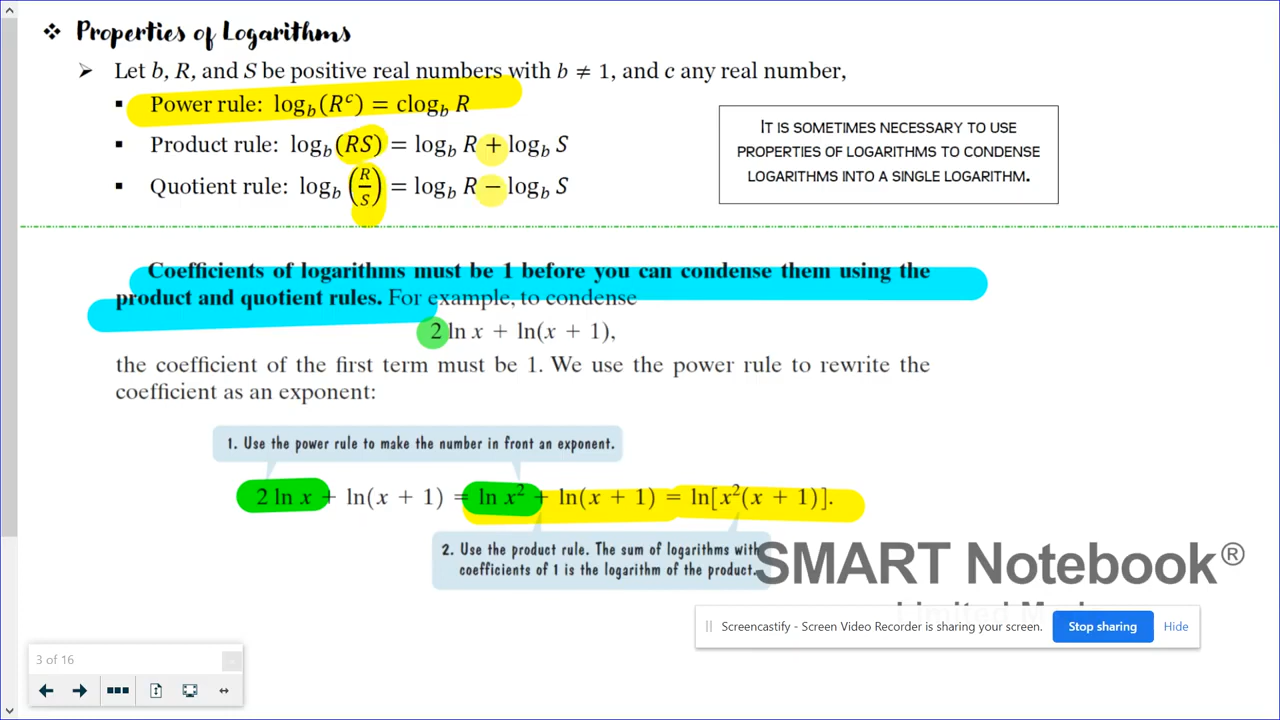 ❖ Properties of Logarithms
➢ Let b, R, and S be positive real numbers with b ≠ 1, and c any real number,
▪ Power rule: log_b(R^c) = clog_b R
▪ Product rule: log_b(RS) = log_b R + log_b S
▪ Quotient rule: log_b(R/S) = log_b R − log_b S
IT IS SOMETIMES NECESSARY TO USE
PROPERTIES OF LOGARITHMS TO CONDENSE
LOGARITHMS INTO A SINGLE LOGARITHM.
Coefficients of logarithms must be 1 before you can condense them using the
product and quotient rules. For example, to condense
2 ln x + ln(x + 1),
the coefficient of the first term must be 1. We use the power rule to rewrite the
coefficient as an exponent:
1. Use the power rule to make the number in front an exponent.
2 ln x + ln(x + 1) = ln x² + ln(x + 1) = ln[x²(x + 1)].
2. Use the product rule. The sum of logarithms with
coefficients of 1 is the logarithm of the product.
SMART Notebook®
Screencastify - Screen Video Recorder is sharing your screen.
Stop sharing
Hide
3 of 16